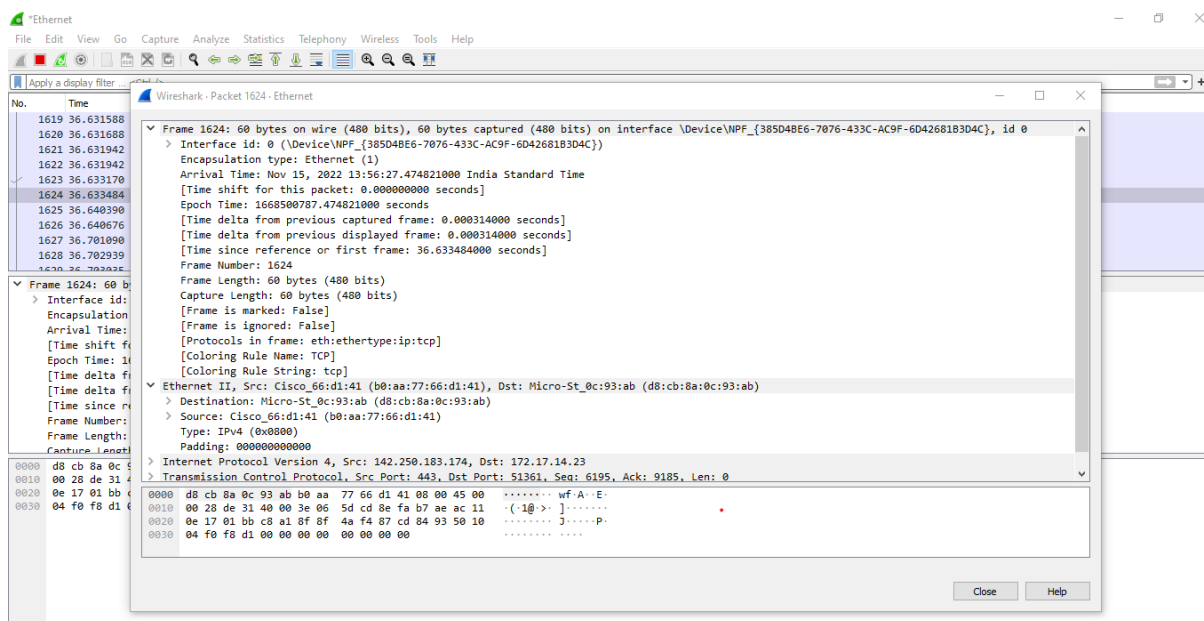 *Ethernet
File Edit View Go Capture Analyze Statistics Telephony Wireless Tools Help
Apply a display filter ...
No. Time
1619 36.631588
1620 36.631688
1621 36.631942
1622 36.631942
1623 36.633170
1624 36.633484
1625 36.640390
1626 36.640676
1627 36.701090
1628 36.702939
Frame 1624: 60 b
Interface id:
Encapsulation
Arrival Time:
[Time shift f
Epoch Time: 1
[Time delta f
[Time delta f
[Time since r
Frame Number:
Frame Length:
Capture Lengt
0000 d8 cb 8a 0c 9
0010 00 28 de 31 4
0020 0e 17 01 bb
0030 04 f0 f8 d1
Wireshark · Packet 1624 · Ethernet
Frame 1624: 60 bytes on wire (480 bits), 60 bytes captured (480 bits) on interface \Device\NPF_{385D4BE6-7076-433C-AC9F-6D42681B3D4C}, id 0
Interface id: 0 (\Device\NPF_{385D4BE6-7076-433C-AC9F-6D42681B3D4C})
Encapsulation type: Ethernet (1)
Arrival Time: Nov 15, 2022 13:56:27.474821000 India Standard Time
[Time shift for this packet: 0.000000000 seconds]
Epoch Time: 1668500787.474821000 seconds
[Time delta from previous captured frame: 0.000314000 seconds]
[Time delta from previous displayed frame: 0.000314000 seconds]
[Time since reference or first frame: 36.633484000 seconds]
Frame Number: 1624
Frame Length: 60 bytes (480 bits)
Capture Length: 60 bytes (480 bits)
[Frame is marked: False]
[Frame is ignored: False]
[Protocols in frame: eth:ethertype:ip:tcp]
[Coloring Rule Name: TCP]
[Coloring Rule String: tcp]
Ethernet II, Src: Cisco_66:d1:41 (b0:aa:77:66:d1:41), Dst: Micro-St_0c:93:ab (d8:cb:8a:0c:93:ab)
Destination: Micro-St_0c:93:ab (d8:cb:8a:0c:93:ab)
Source: Cisco_66:d1:41 (b0:aa:77:66:d1:41)
Type: IPv4 (0x0800)
Padding: 000000000000
Internet Protocol Version 4, Src: 142.250.183.174, Dst: 172.17.14.23
Transmission Control Protocol, Src Port: 443, Dst Port: 51361, Seq: 6195, Ack: 9185, Len: 0
0000 d8 cb 8a 0c 93 ab b0 aa 77 66 d1 41 08 00 45 00 ········ wf·A··E·
0010 00 28 de 31 40 00 3e 06 5d cd 8e fa b7 ae ac 11 ·(·1@·>· ]·······
0020 0e 17 01 bb c8 a1 8f 8f 4a f4 87 cd 84 93 50 10 ········ J·····P·
0030 04 f0 f8 d1 00 00 00 00 00 00 00 00 ········ ····
Close Help